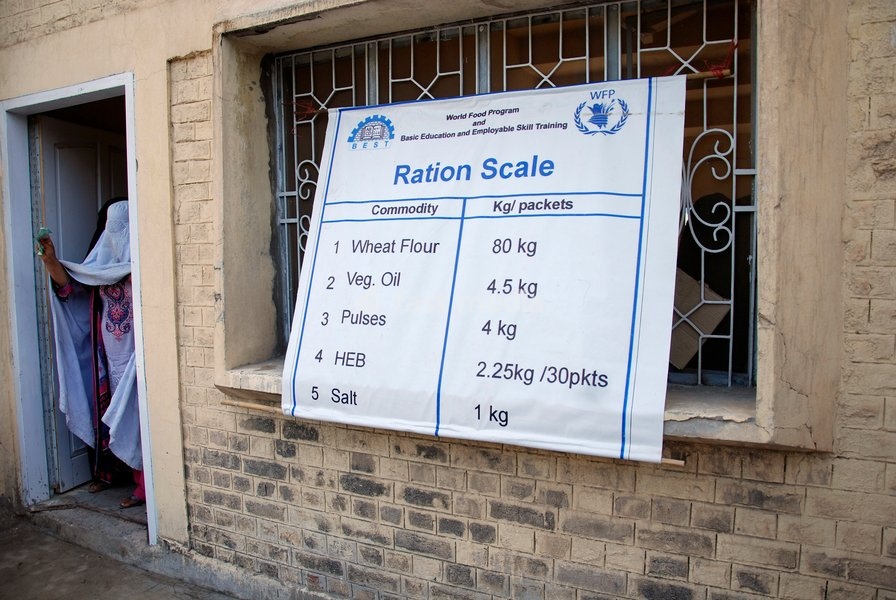 World Food Program
and
Basic Education and Employable Skill Training
BEST
WFP
Ration Scale
Commodity Kg/ packets
1 Wheat Flour 80 kg
2 Veg. Oil 4.5 kg
3 Pulses 4 kg
4 HEB 2.25kg /30pkts
5 Salt 1 kg